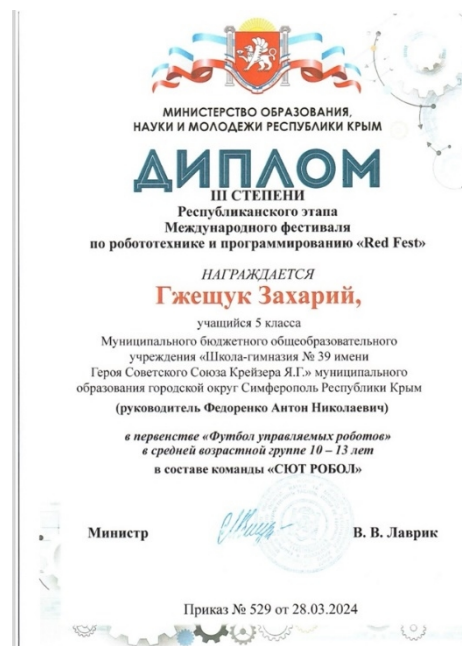 МИНИСТЕРСТВО ОБРАЗОВАНИЯ,
НАУКИ И МОЛОДЕЖИ РЕСПУБЛИКИ КРЫМ
ДИПЛОМ
III СТЕПЕНИ
Республиканского этапа
Международного фестиваля
по робототехнике и программированию «Red Fest»
НАГРАЖДАЕТСЯ
Гжещук Захарий,
учащийся 5 класса
Муниципального бюджетного общеобразовательного
учреждения «Школа-гимназия № 39 имени
Героя Советского Союза Крейзера Я.Г.» муниципального
образования городской округ Симферополь Республики Крым
(руководитель Федоренко Антон Николаевич)
в первенстве «Футбол управляемых роботов»
в средней возрастной группе 10 – 13 лет
в составе команды «СЮТ РОБОЛ»
Министр В. В. Лаврик
Приказ № 529 от 28.03.2024